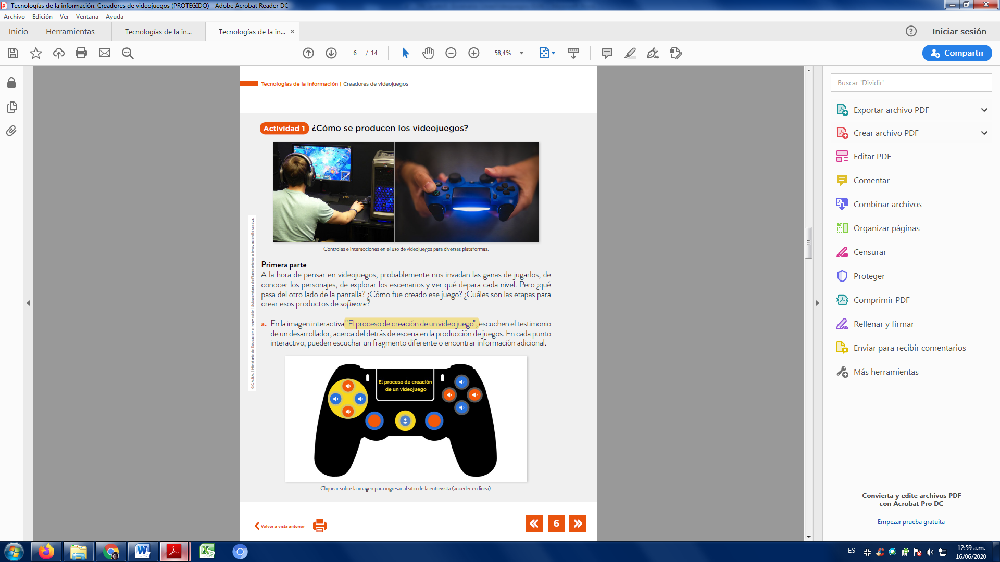 Tecnologías de la información. Creadores de videojuegos (PROTEGIDO) - Adobe Acrobat Reader DC
Archivo Edición Ver Ventana Ayuda
Inicio Herramientas Tecnologías de la in... Tecnologías de la in... × Iniciar sesión
6 / 14 58,4% Compartir
Tecnologías de la Información | Creadores de videojuegos
Actividad 1 ¿Cómo se producen los videojuegos?
Controles e interacciones en el uso de videojuegos para diversas plataformas.
G.C.A.B.A. | Ministerio de Educación e Innovación | Subsecretaría de Planeamiento e Innovación Educativa.
Primera parte
A la hora de pensar en videojuegos, probablemente nos invadan las ganas de jugarlos, de
conocer los personajes, de explorar los escenarios y ver qué depara cada nivel. Pero ¿qué
pasa del otro lado de la pantalla? ¿Cómo fue creado ese juego? ¿Cuáles son las etapas para
crear esos productos de software?
a. En la imagen interactiva "El proceso de creación de un video juego", escuchen el testimonio
de un desarrollador, acerca del detrás de escena en la producción de juegos. En cada punto
interactivo, pueden escuchar un fragmento diferente o encontrar información adicional.
El proceso de creación
de un videojuego
Cliquear sobre la imagen para ingresar al sitio de la entrevista (acceder en línea).
Volver a vista anterior
6
Buscar 'Dividir'
Exportar archivo PDF
Crear archivo PDF
Editar PDF
Comentar
Combinar archivos
Organizar páginas
Censurar
Proteger
Comprimir PDF
Rellenar y firmar
Enviar para recibir comentarios
Más herramientas
Convierta y edite archivos PDF
con Acrobat Pro DC
Empezar prueba gratuita
ES
12:59 a.m.
16/06/2020